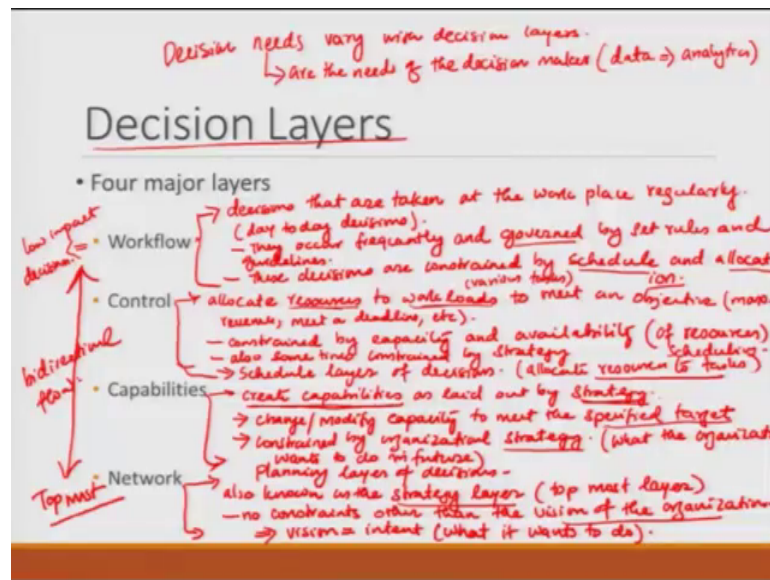 Decision needs vary with decision layers.
↳ are the needs of the decision maker (data => analytics)
Decision Layers
• Four major layers
low impact decisions.
• Workflow
→ decisions that are taken at the work place regularly.
(day to day decisions).
- They occur frequently and governed by set rules and
guidelines.
- these decisions are constrained by schedule and allocat
ion.
(various tasks)
• Control
→ allocate resources to work loads to meet an objective (max
revenue, meet a deadline, etc).
- constrained by capacity and availability (of resources)
- also some times constrained by strategy
scheduling.
→ Schedule layer of decisions. (allocate resources to tasks)
bidirectional flow
• Capabilities
→ create capabilities as laid out by strategy.
→ change/modify capacity to meet the specified target
→ constrained by organizational strategy. (what the organizat
wants to do in future)
→ Planning layer of decisions -
• Network
Top most
→ also known as the strategy layer (top most layer)
- no constraints other than the vision of the organization
=> vision = intent (what it wants to do).